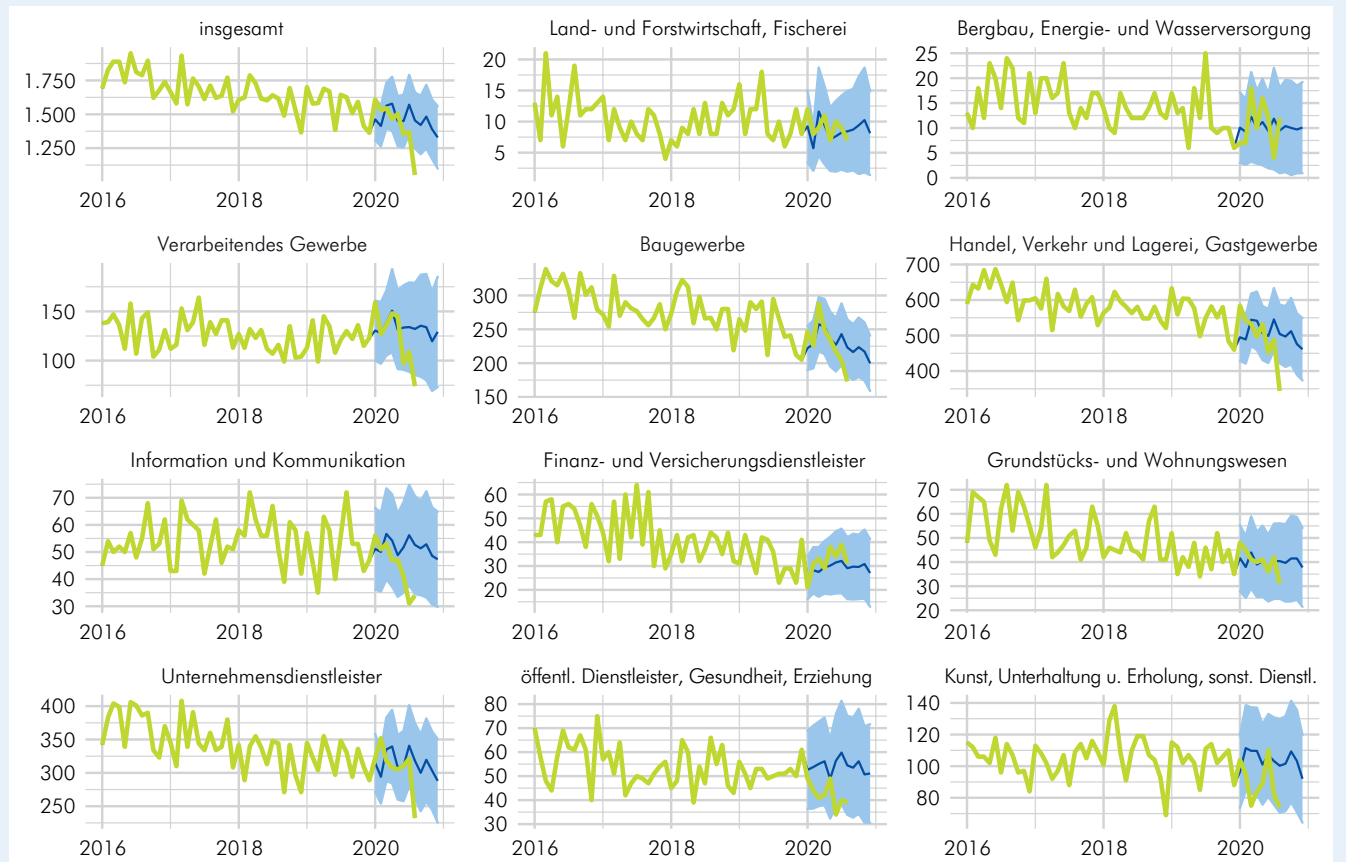 insgesamt
1.750
1.500
1.250
2016 2018 2020
Land- und Forstwirtschaft, Fischerei
20
15
10
5
2016 2018 2020
Bergbau, Energie- und Wasserversorgung
25
20
15
10
5
0
2016 2018 2020
Verarbeitendes Gewerbe
150
100
2016 2018 2020
Baugewerbe
300
250
200
150
2016 2018 2020
Handel, Verkehr und Lagerei, Gastgewerbe
700
600
500
400
2016 2018 2020
Information und Kommunikation
70
60
50
40
30
2016 2018 2020
Finanz- und Versicherungsdienstleister
60
50
40
30
20
2016 2018 2020
Grundstücks- und Wohnungswesen
70
60
50
40
30
20
2016 2018 2020
Unternehmensdienstleister
400
350
300
250
2016 2018 2020
öffentl. Dienstleister, Gesundheit, Erziehung
80
70
60
50
40
30
2016 2018 2020
Kunst, Unterhaltung u. Erholung, sonst. Dienstl.
140
120
100
80
2016 2018 2020